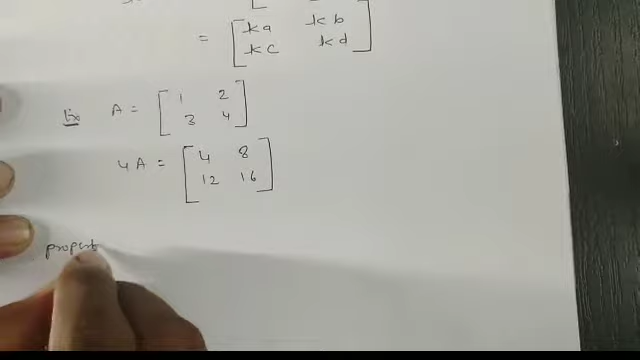 = [ ka kb
kc kd ]
Ex A = [ 1 2
3 4 ]
4A = [ 4 8
12 16 ]
propert